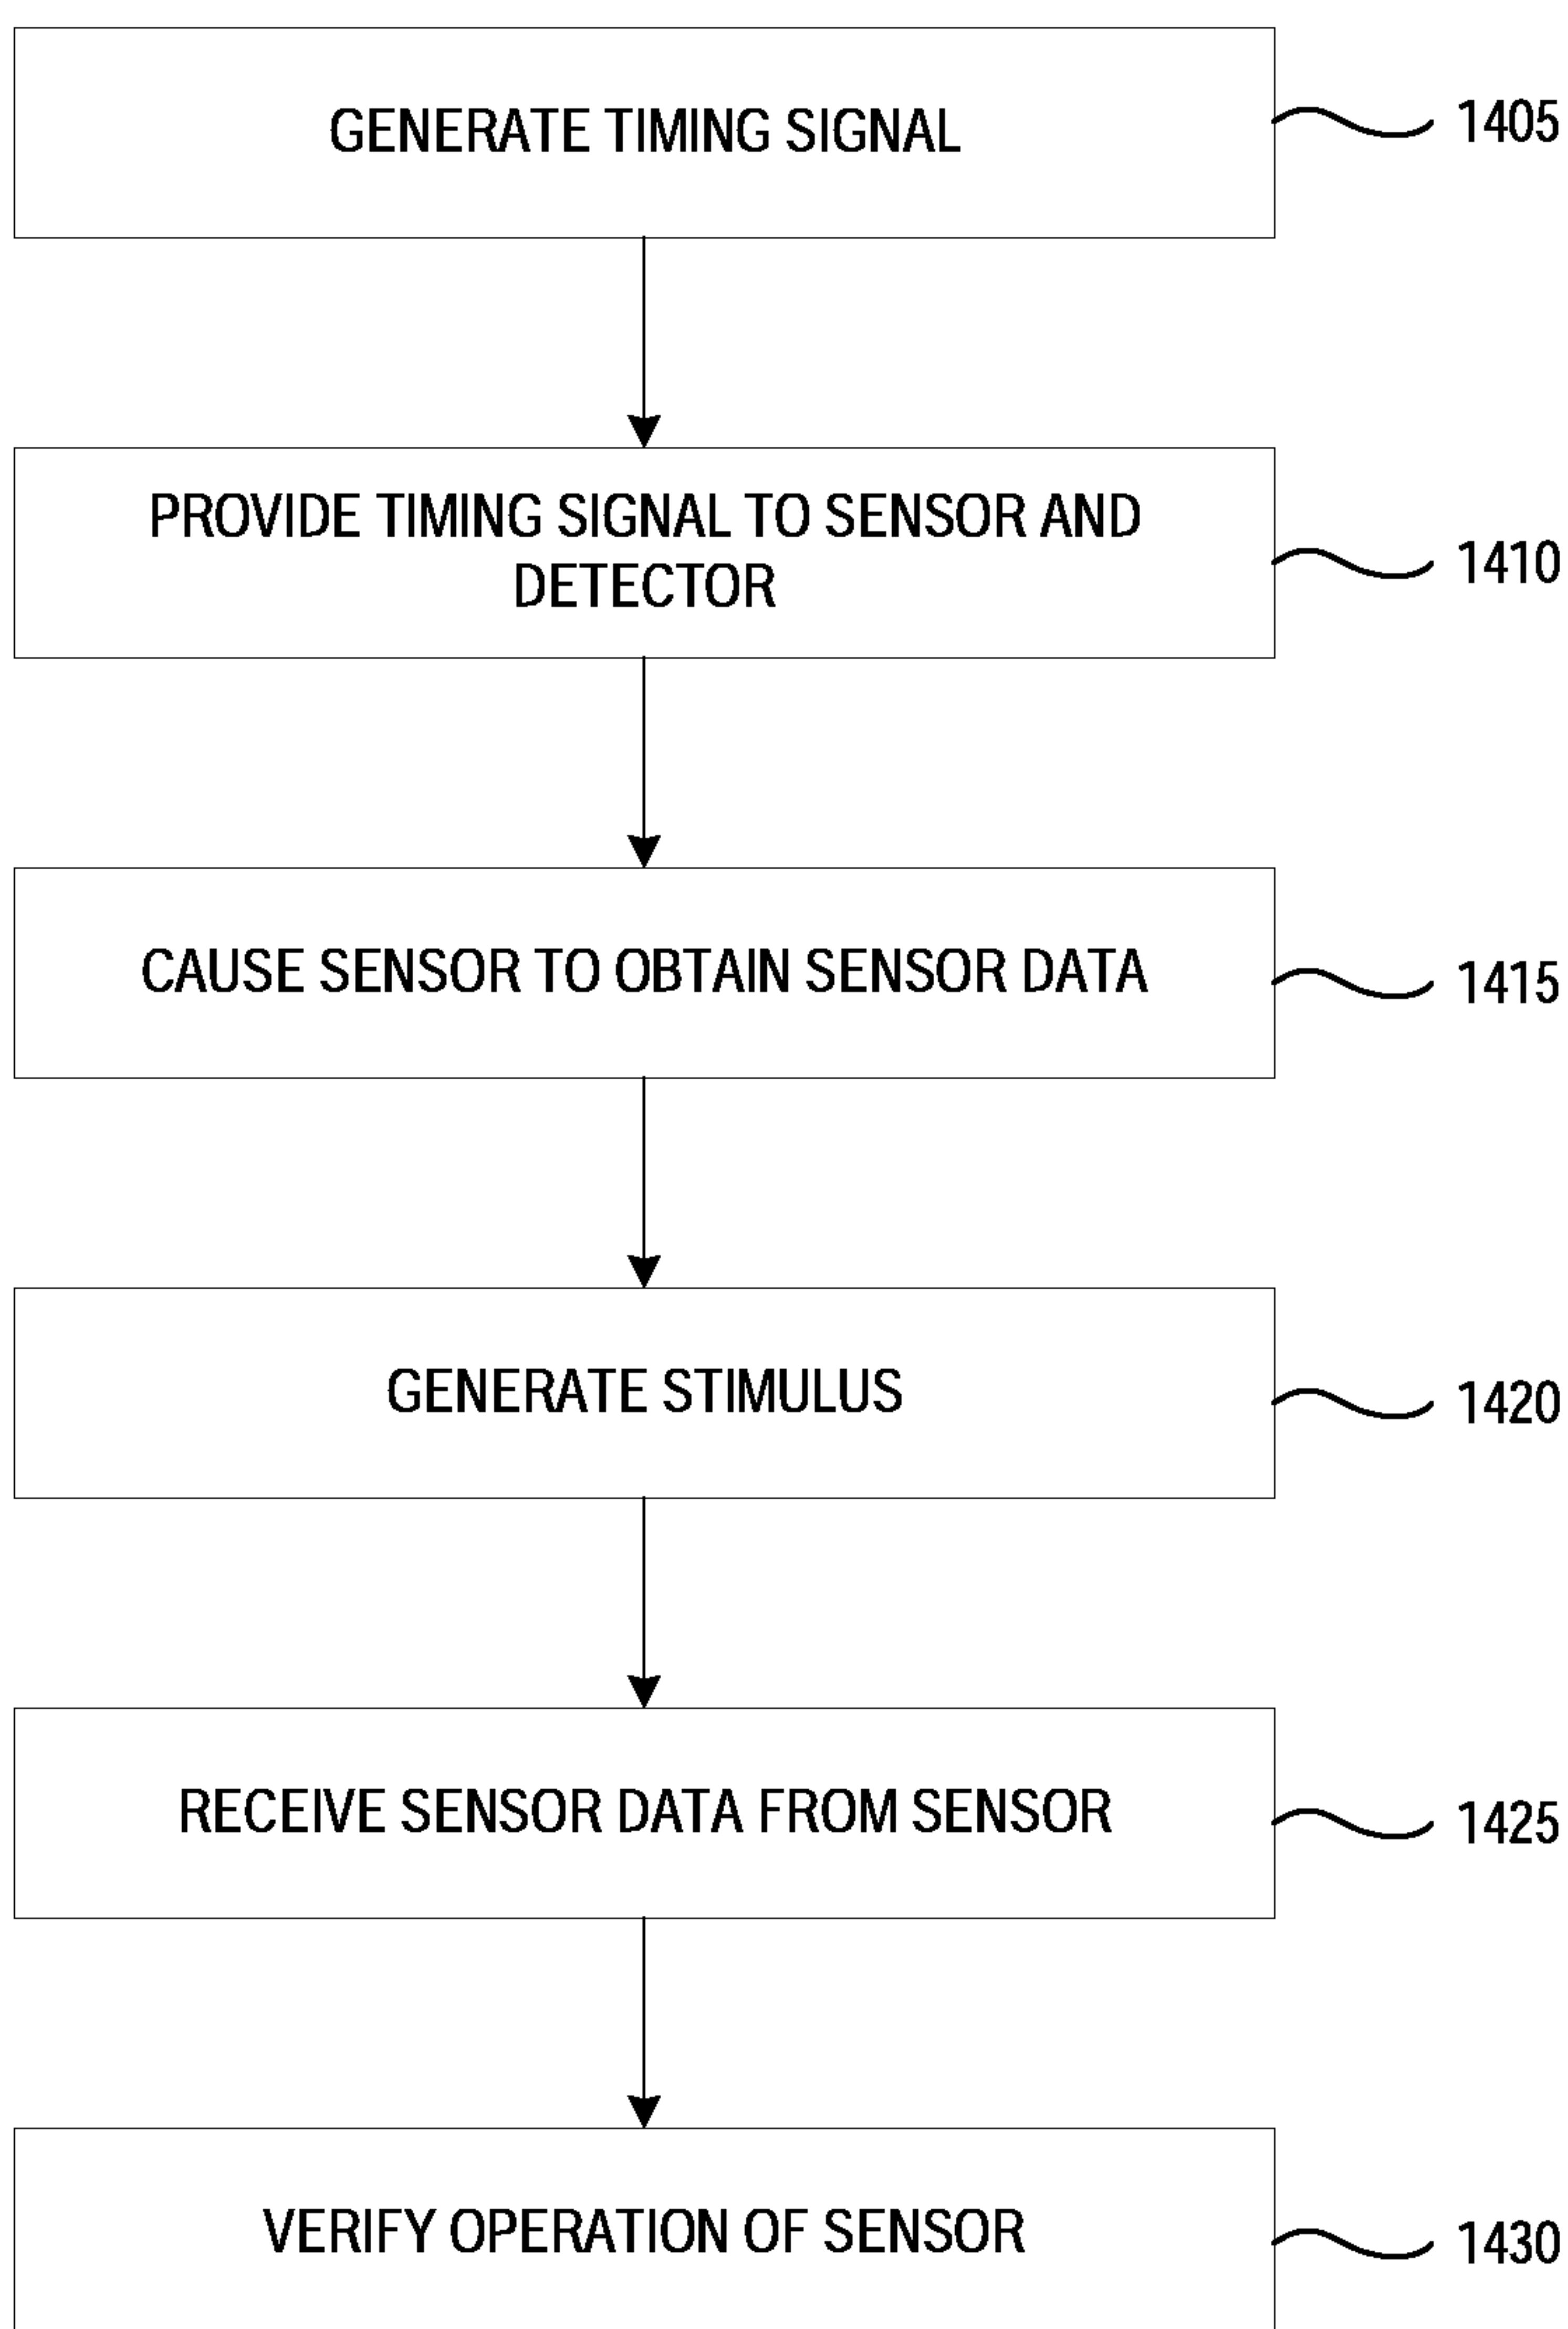 GENERATE TIMING SIGNAL
1405
PROVIDE TIMING SIGNAL TO SENSOR AND
DETECTOR
1410
CAUSE SENSOR TO OBTAIN SENSOR DATA
1415
GENERATE STIMULUS
1420
RECEIVE SENSOR DATA FROM SENSOR
1425
VERIFY OPERATION OF SENSOR
1430